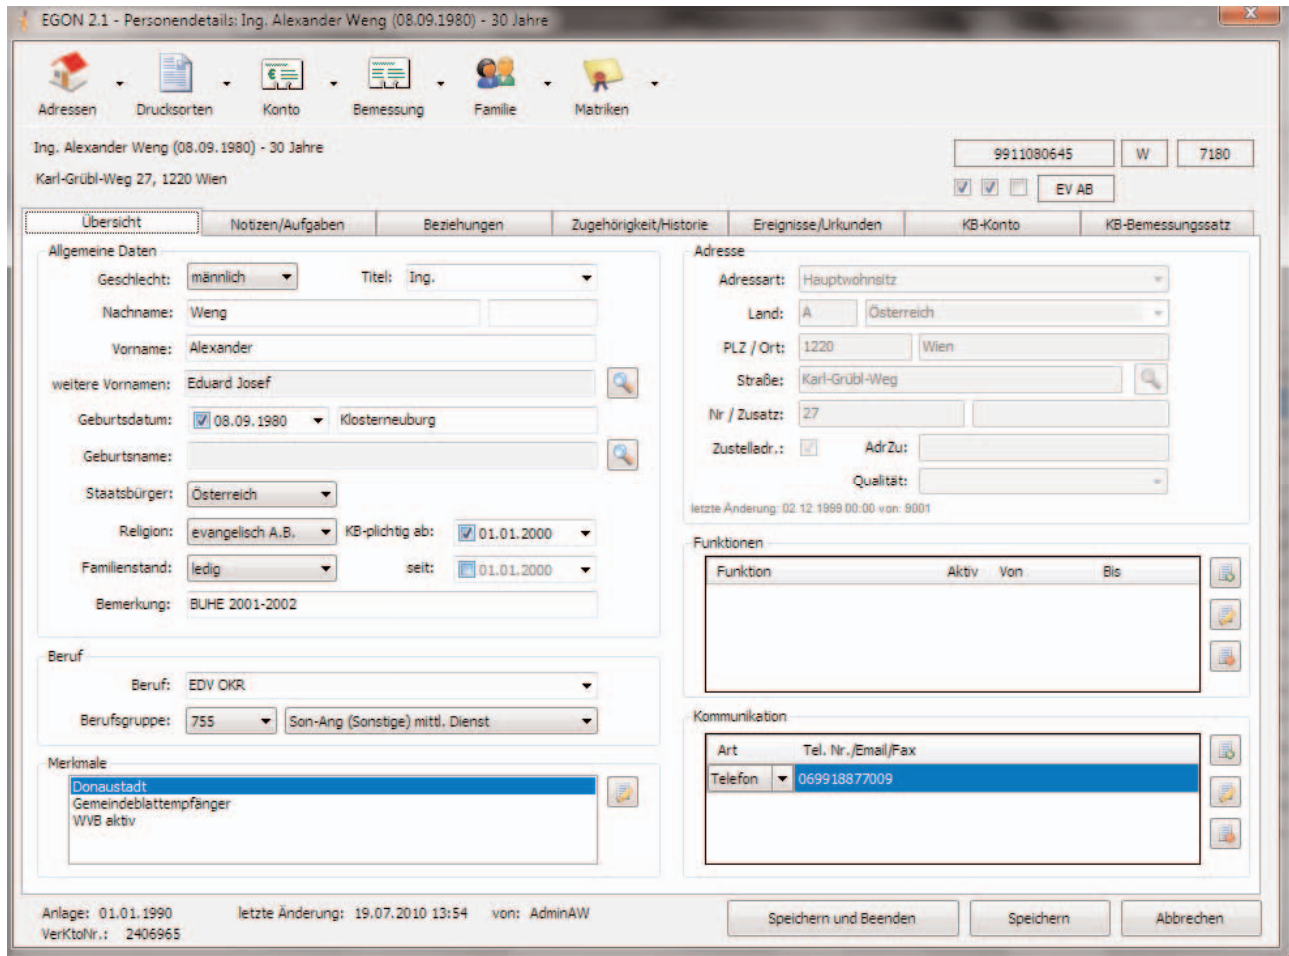 EGON 2.1 - Personendetails: Ing. Alexander Weng (08.09.1980) - 30 Jahre
Adressen Drucksorten Konto Bemessung Familie Matriken
Ing. Alexander Weng (08.09.1980) - 30 Jahre
Karl-Grübl-Weg 27, 1220 Wien
9911080645 W 7180
EV AB
Übersicht Notizen/Aufgaben Beziehungen Zugehörigkeit/Historie Ereignisse/Urkunden KB-Konto KB-Bemessungssatz
Allgemeine Daten
Geschlecht: männlich Titel: Ing.
Nachname: Weng
Vorname: Alexander
weitere Vornamen: Eduard Josef
Geburtsdatum: 08.09.1980 Klosterneuburg
Geburtsname:
Staatsbürger: Österreich
Religion: evangelisch A.B. KB-plichtig ab: 01.01.2000
Familienstand: ledig seit: 01.01.2000
Bemerkung: BUHE 2001-2002
Beruf
Beruf: EDV OKR
Berufsgruppe: 755 Son-Ang (Sonstige) mittl. Dienst
Merkmale
Donaustadt
Gemeindeblattempfänger
WVB aktiv
Adresse
Adressart: Hauptwohnsitz
Land: A Österreich
PLZ / Ort: 1220 Wien
Straße: Karl-Grübl-Weg
Nr / Zusatz: 27
Zustelladr.: AdrZu:
Qualität:
letzte Änderung: 02.12.1999 00:00 von: 9001
Funktionen
Funktion Aktiv Von Bis
Kommunikation
Art Tel. Nr./Email/Fax
Telefon 069918877009
Anlage: 01.01.1990 letzte Änderung: 19.07.2010 13:54 von: AdminAW
VerKtoNr.: 2406965
Speichern und Beenden Speichern Abbrechen